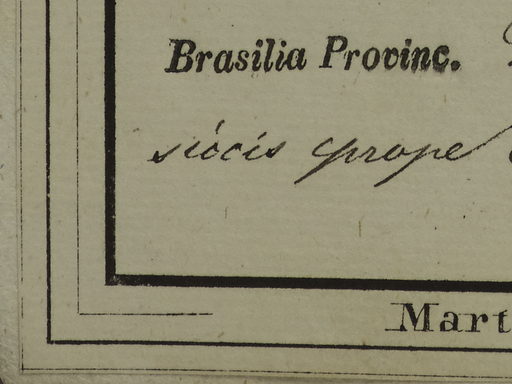 Brasilia Provinc.
siccis prope
Mart